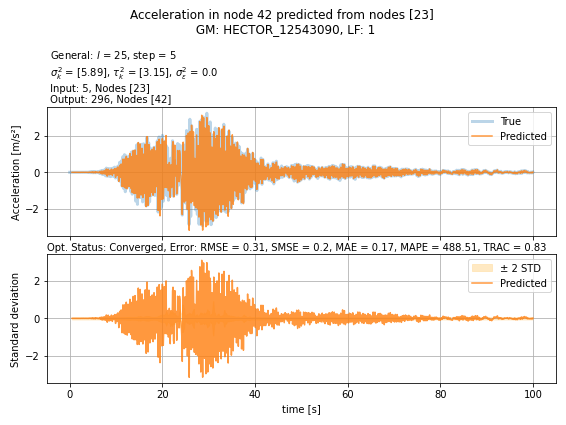 Acceleration in node 42 predicted from nodes [23]
GM: HECTOR_12543090, LF: 1
General: l = 25, step = 5
σ²ₖ = [5.89], τ²ₖ = [3.15], σ²ε = 0.0
Input: 5, Nodes [23]
Output: 296, Nodes [42]
True
Predicted
Acceleration [m/s²]
2
0
−2
Opt. Status: Converged, Error: RMSE = 0.31, SMSE = 0.2, MAE = 0.17, MAPE = 488.51, TRAC = 0.83
± 2 STD
Predicted
Standard deviation
2
0
−2
0 20 40 60 80 100
time [s]